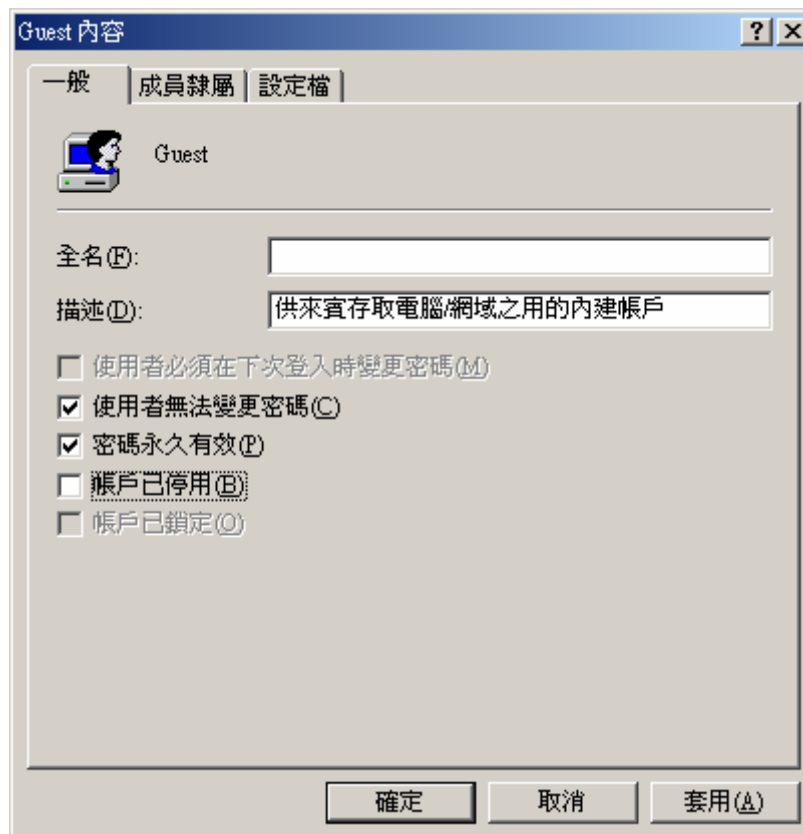 Guest 內容
一般 成員隸屬 設定檔
Guest
全名(F):
描述(D): 供來賓存取電腦/網域之用的內建帳戶
使用者必須在下次登入時變更密碼(M)
使用者無法變更密碼(C)
密碼永久有效(P)
帳戶已停用(B)
帳戶已鎖定(O)
確定 取消 套用(A)